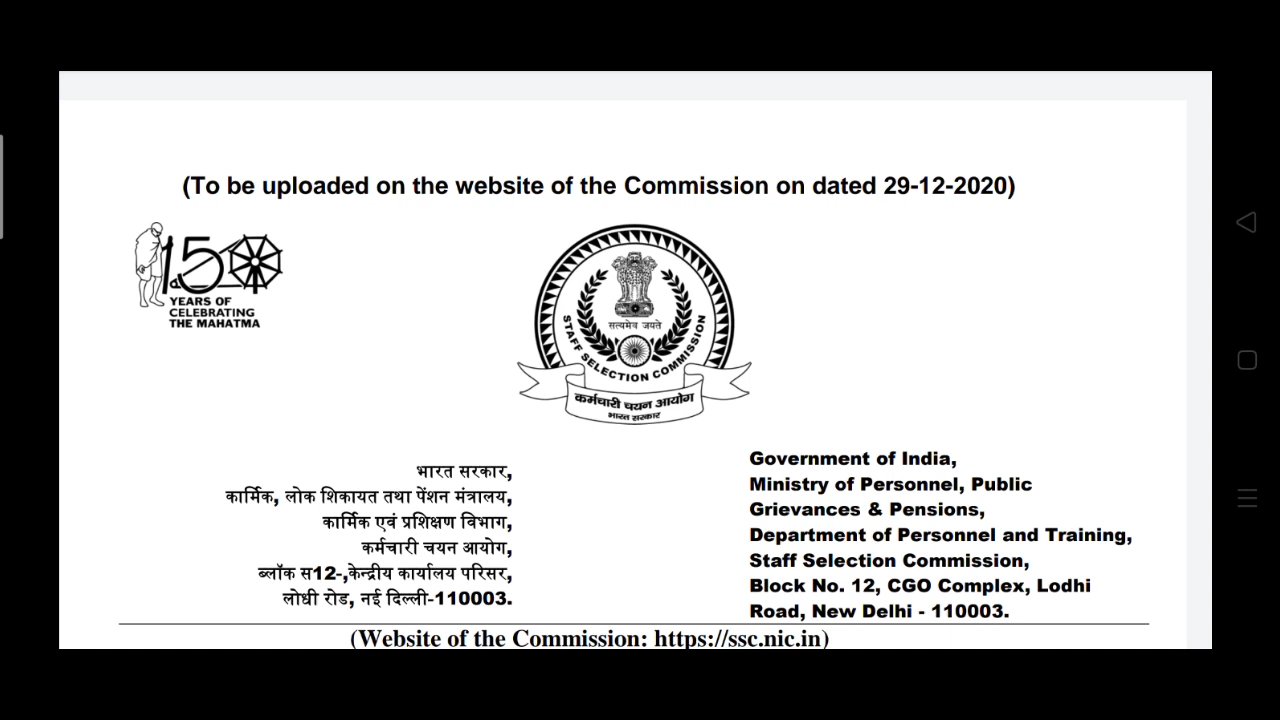 (To be uploaded on the website of the Commission on dated 29-12-2020)
150
YEARS OF
CELEBRATING
THE MAHATMA
सत्यमेव जयते
STAFF SELECTION COMMISSION
कर्मचारी चयन आयोग
भारत सरकार
भारत सरकार,
कार्मिक, लोक शिकायत तथा पेंशन मंत्रालय,
कार्मिक एवं प्रशिक्षण विभाग,
कर्मचारी चयन आयोग,
ब्लॉक स12-,केन्द्रीय कार्यालय परिसर,
लोधी रोड, नई दिल्ली-110003.
Government of India,
Ministry of Personnel, Public
Grievances & Pensions,
Department of Personnel and Training,
Staff Selection Commission,
Block No. 12, CGO Complex, Lodhi
Road, New Delhi - 110003.
(Website of the Commission: https://ssc.nic.in)